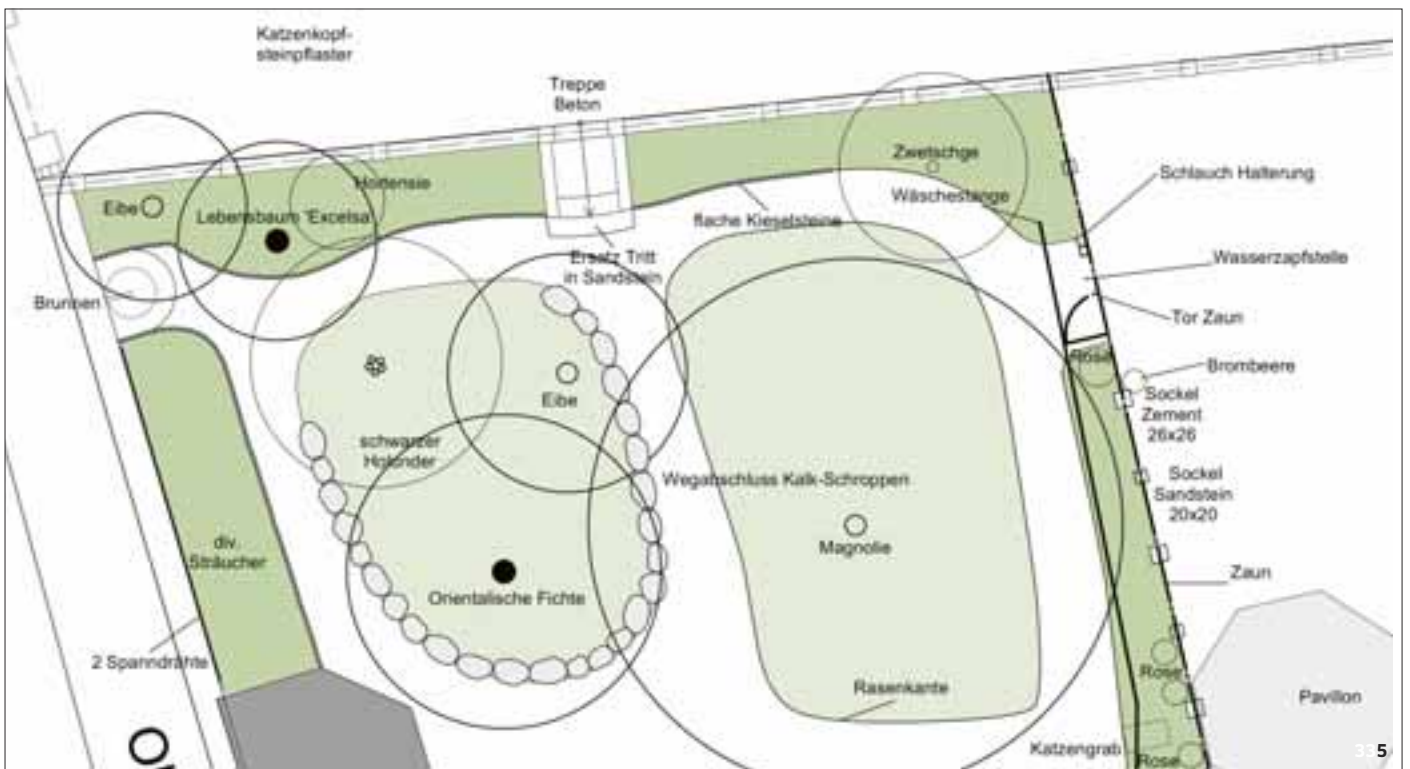 Katzenkopf-
steinpflaster
Treppe
Beton
Zwetschge
Schlauch Halterung
Hortensie
Eibe
Lebensbaum 'Excelsa'
Wäschestange
flache Kieselsteine
Ersatz Tritt
in Sandstein
Wasserzapfstelle
Brunnen
Tor Zaun
Rose
Brombeere
Eibe
Sockel
Zement
26x26
schwarzer
Holunder
Wegabschluss Kalk-Schroppen
Sockel
Sandstein
20x20
div.
Sträucher
Magnolie
Zaun
Orientalische Fichte
2 Spanndrähte
Rose
Rasenkante
Pavillon
Katzengrab
Rose
5